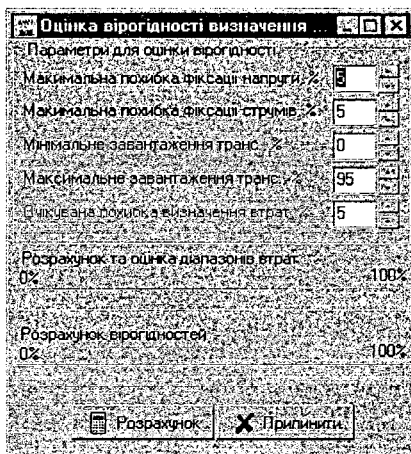 Оцінка вірогідності визначення ...
Параметри для оцінки вірогідності
Макимальна похибка фіксації напруги, % 5
Макимальна похибка фіксації струмів, % 5
Мінімальне завантаження транс., % 0
Максимальне завантаження транс., % 95
Очікувана похибка визначення втрат 5
Розрахунок та оцінка діапазонів втрат
0% 100%
Розрахунок вірогідностей
0% 100%
Розрахунок Припинити